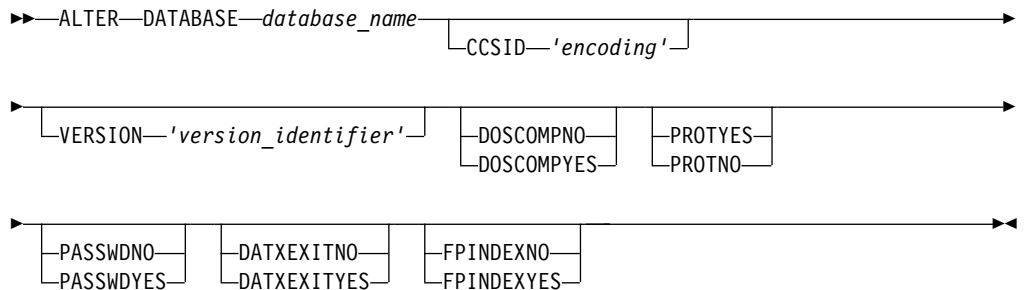 ALTER DATABASE database_name
CCSID 'encoding'
VERSION 'version_identifier'
DOSCOMPNO
DOSCOMPYES
PROTYES
PROTNO
PASSWDNO
PASSWDYES
DATXEXITNO
DATXEXITYES
FPINDEXNO
FPINDEXYES